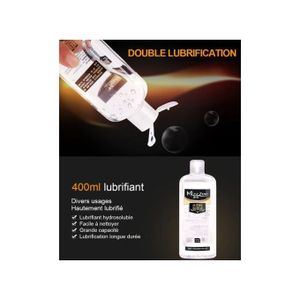 DOUBLE LUBRIFICATION
400ml lubrifiant
Divers usages
Hautement lubrifié
Lubrifiant hydrosoluble
Facile à nettoyer
Grande capacité
Lubrification longue durée